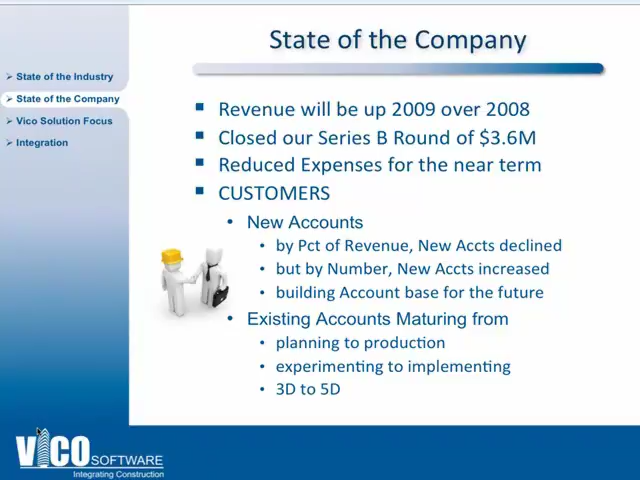 State of the Company
➢ State of the Industry
➢ State of the Company
➢ Vico Solution Focus
➢ Integration
▪ Revenue will be up 2009 over 2008
▪ Closed our Series B Round of $3.6M
▪ Reduced Expenses for the near term
▪ CUSTOMERS
• New Accounts
• by Pct of Revenue, New Accts declined
• but by Number, New Accts increased
• building Account base for the future
• Existing Accounts Maturing from
• planning to production
• experimenting to implementing
• 3D to 5D
VICO SOFTWARE
Integrating Construction